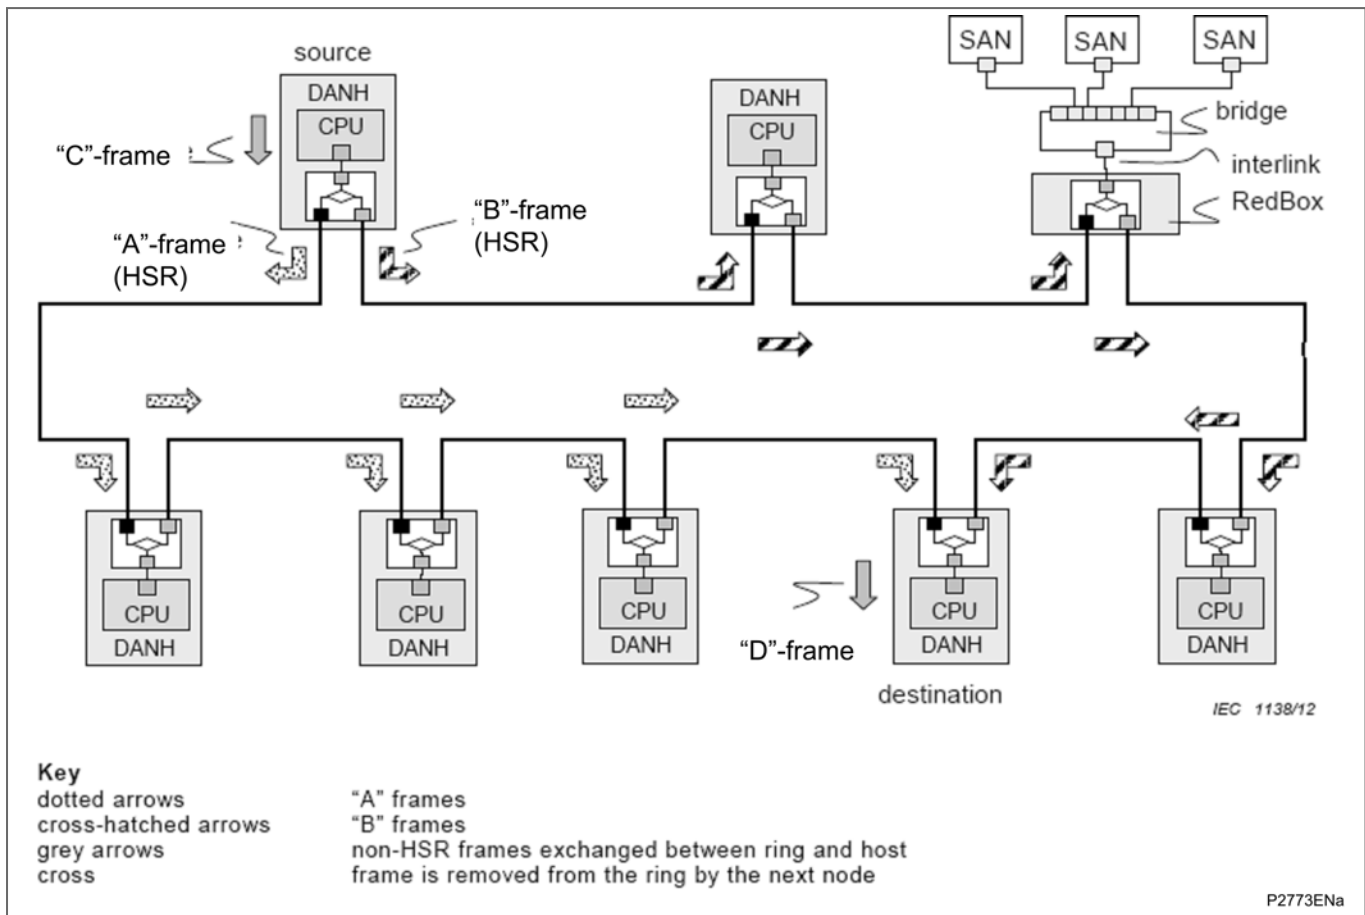 source
DANH
CPU
“C”-frame
“A”-frame
(HSR)
“B”-frame
(HSR)
DANH
CPU
SAN
SAN
SAN
bridge
interlink
RedBox
CPU
DANH
CPU
DANH
CPU
DANH
“D”-frame
CPU
DANH
destination
CPU
DANH
IEC 1138/12
Key
dotted arrows “A” frames
cross-hatched arrows “B” frames
grey arrows non-HSR frames exchanged between ring and host
cross frame is removed from the ring by the next node
P2773ENa